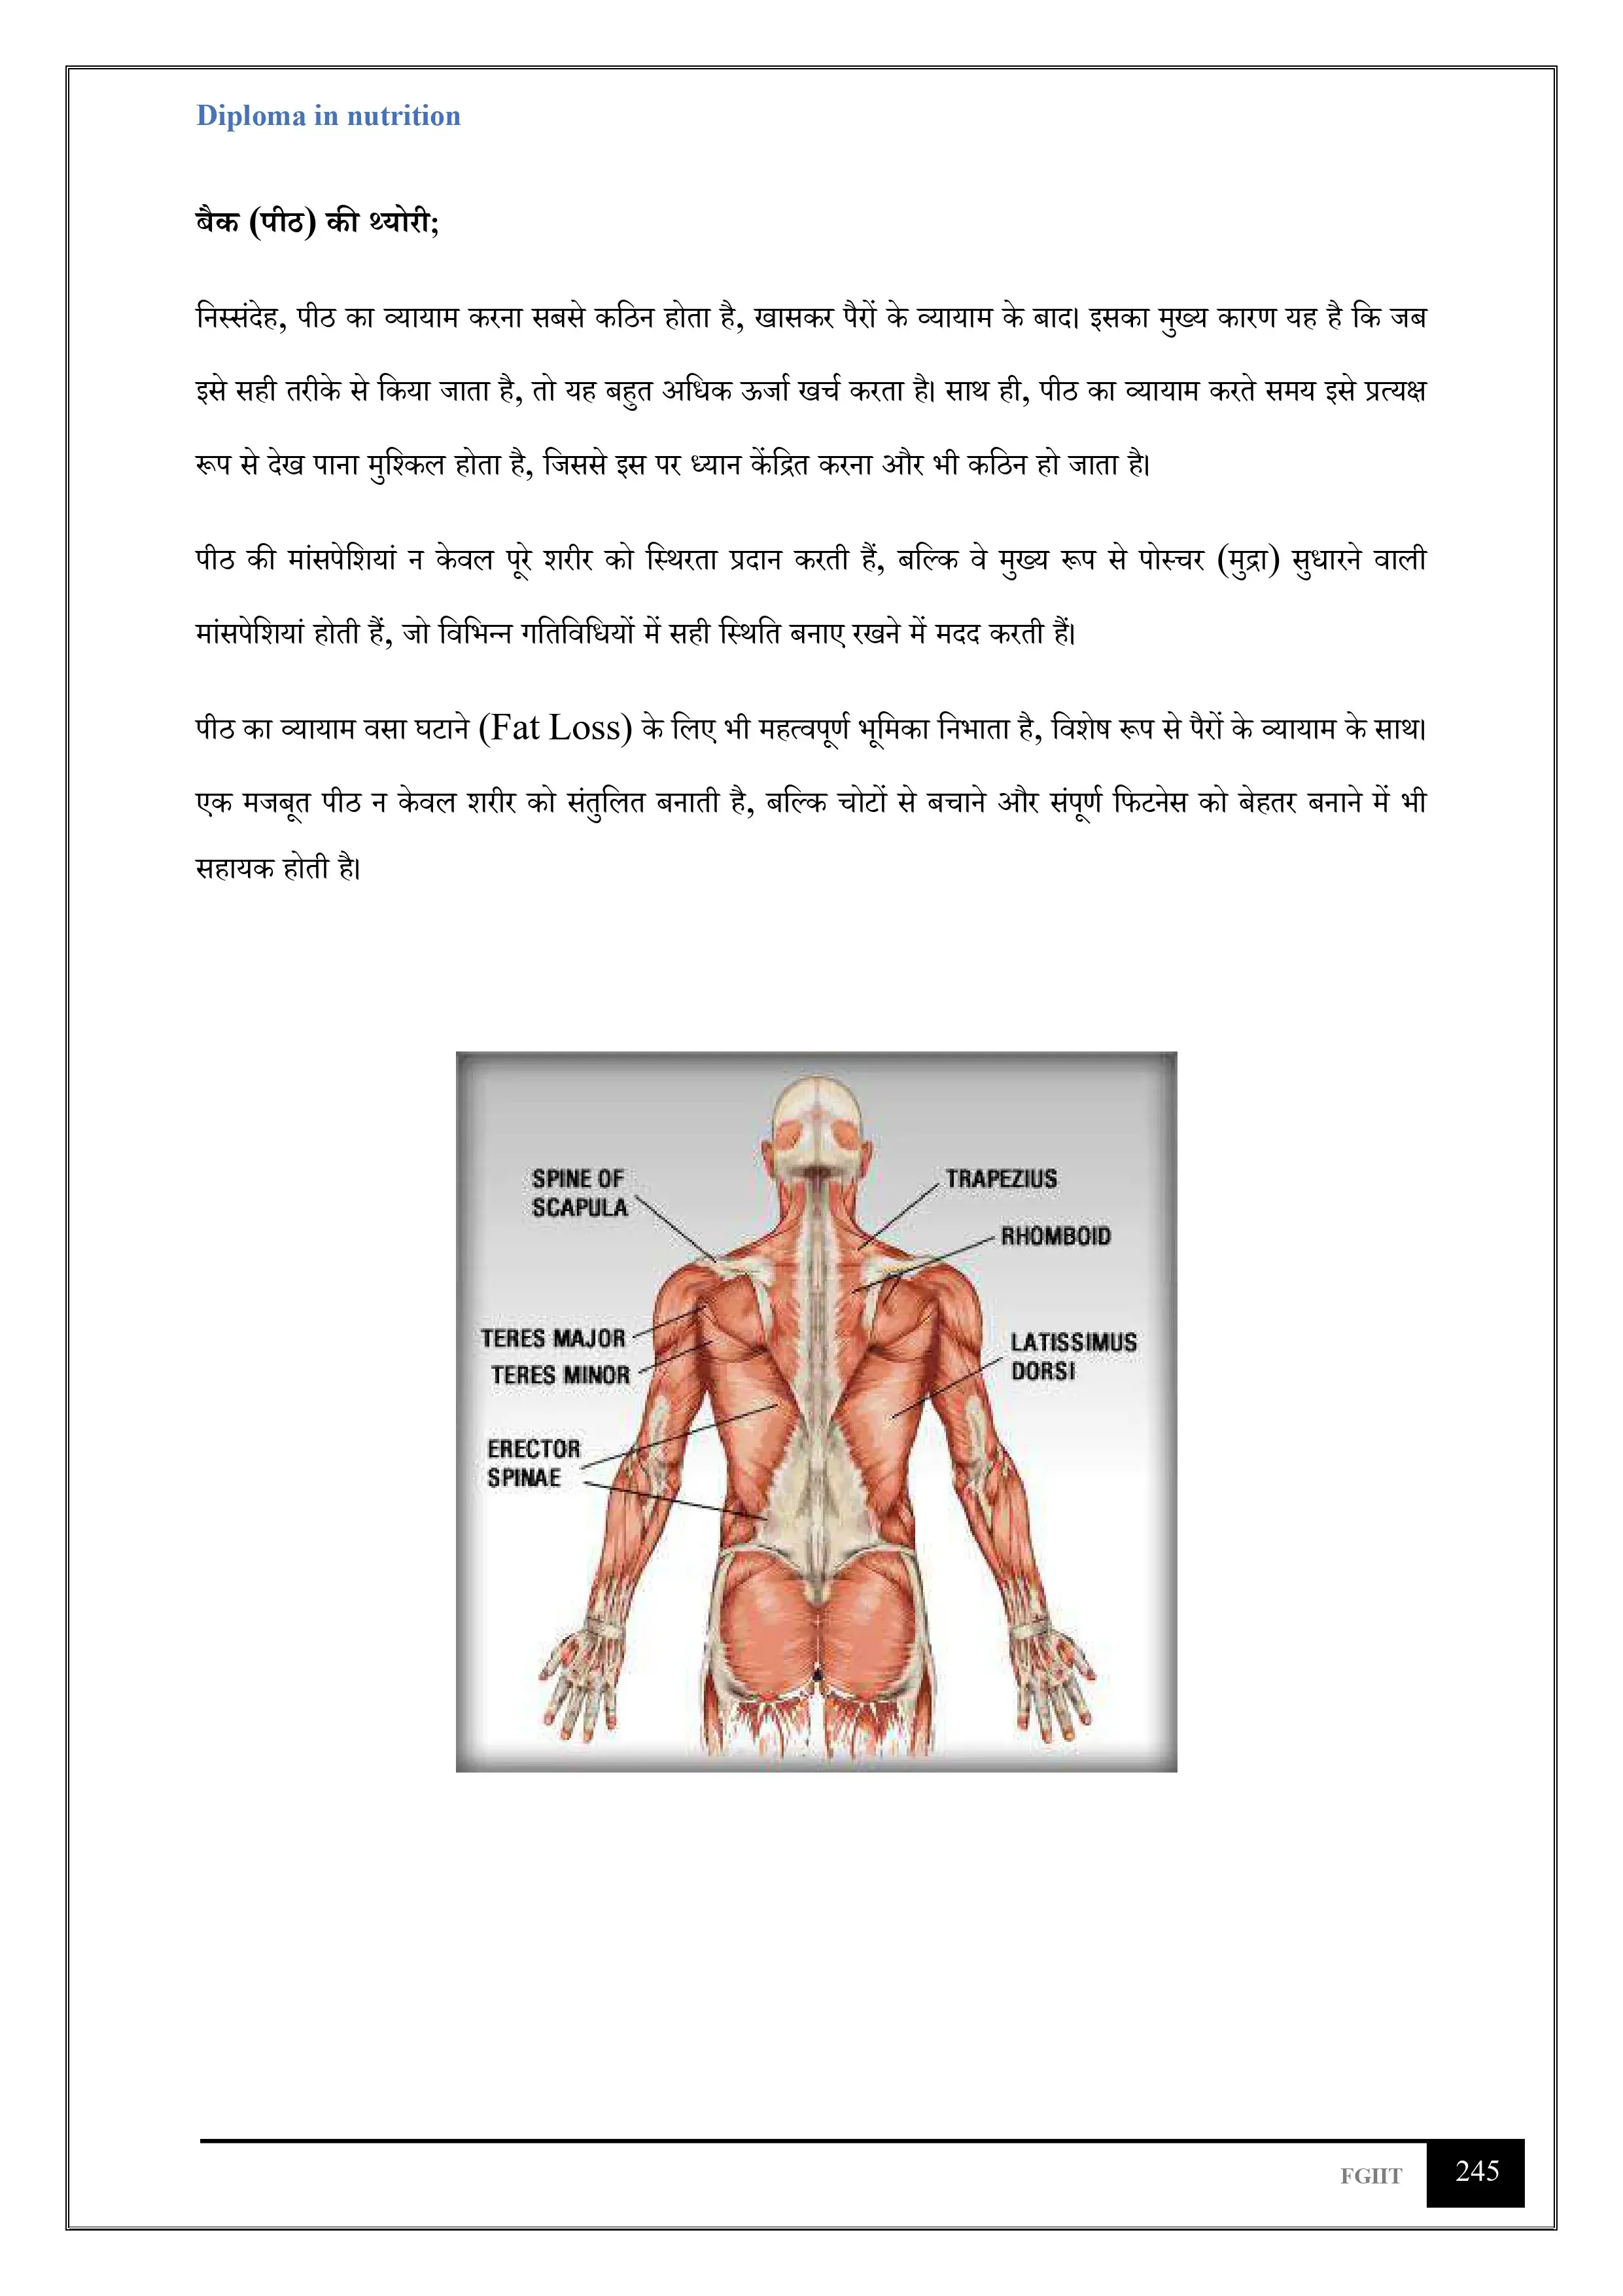 Diploma in nutrition
बैक (पीठ) की थ्योरी;
निस्संदेह, पीठ का व्यायाम करना सबसे कठिन होता है, खासकर पैरों के व्यायाम के बाद। इसका मुख्य कारण यह है कि जब
इसे सही तरीके से किया जाता है, तो यह बहुत अधिक ऊर्जा खर्च करता है। साथ ही, पीठ का व्यायाम करते समय इसे प्रत्यक्ष
रूप से देख पाना मुश्किल होता है, जिससे इस पर ध्यान केंद्रित करना और भी कठिन हो जाता है।
पीठ की मांसपेशियां न केवल पूरे शरीर को स्थिरता प्रदान करती हैं, बल्कि वे मुख्य रूप से पोस्चर (मुद्रा) सुधारने वाली
मांसपेशियां होती हैं, जो विभिन्न गतिविधियों में सही स्थिति बनाए रखने में मदद करती हैं।
पीठ का व्यायाम वसा घटाने (Fat Loss) के लिए भी महत्वपूर्ण भूमिका निभाता है, विशेष रूप से पैरों के व्यायाम के साथ।
एक मजबूत पीठ न केवल शरीर को संतुलित बनाती है, बल्कि चोटों से बचाने और संपूर्ण फिटनेस को बेहतर बनाने में भी
सहायक होती है।
SPINE OF
SCAPULA
TRAPEZIUS
RHOMBOID
TERES MAJOR
TERES MINOR
LATISSIMUS
DORSI
ERECTOR
SPINAE
FGIIT 245